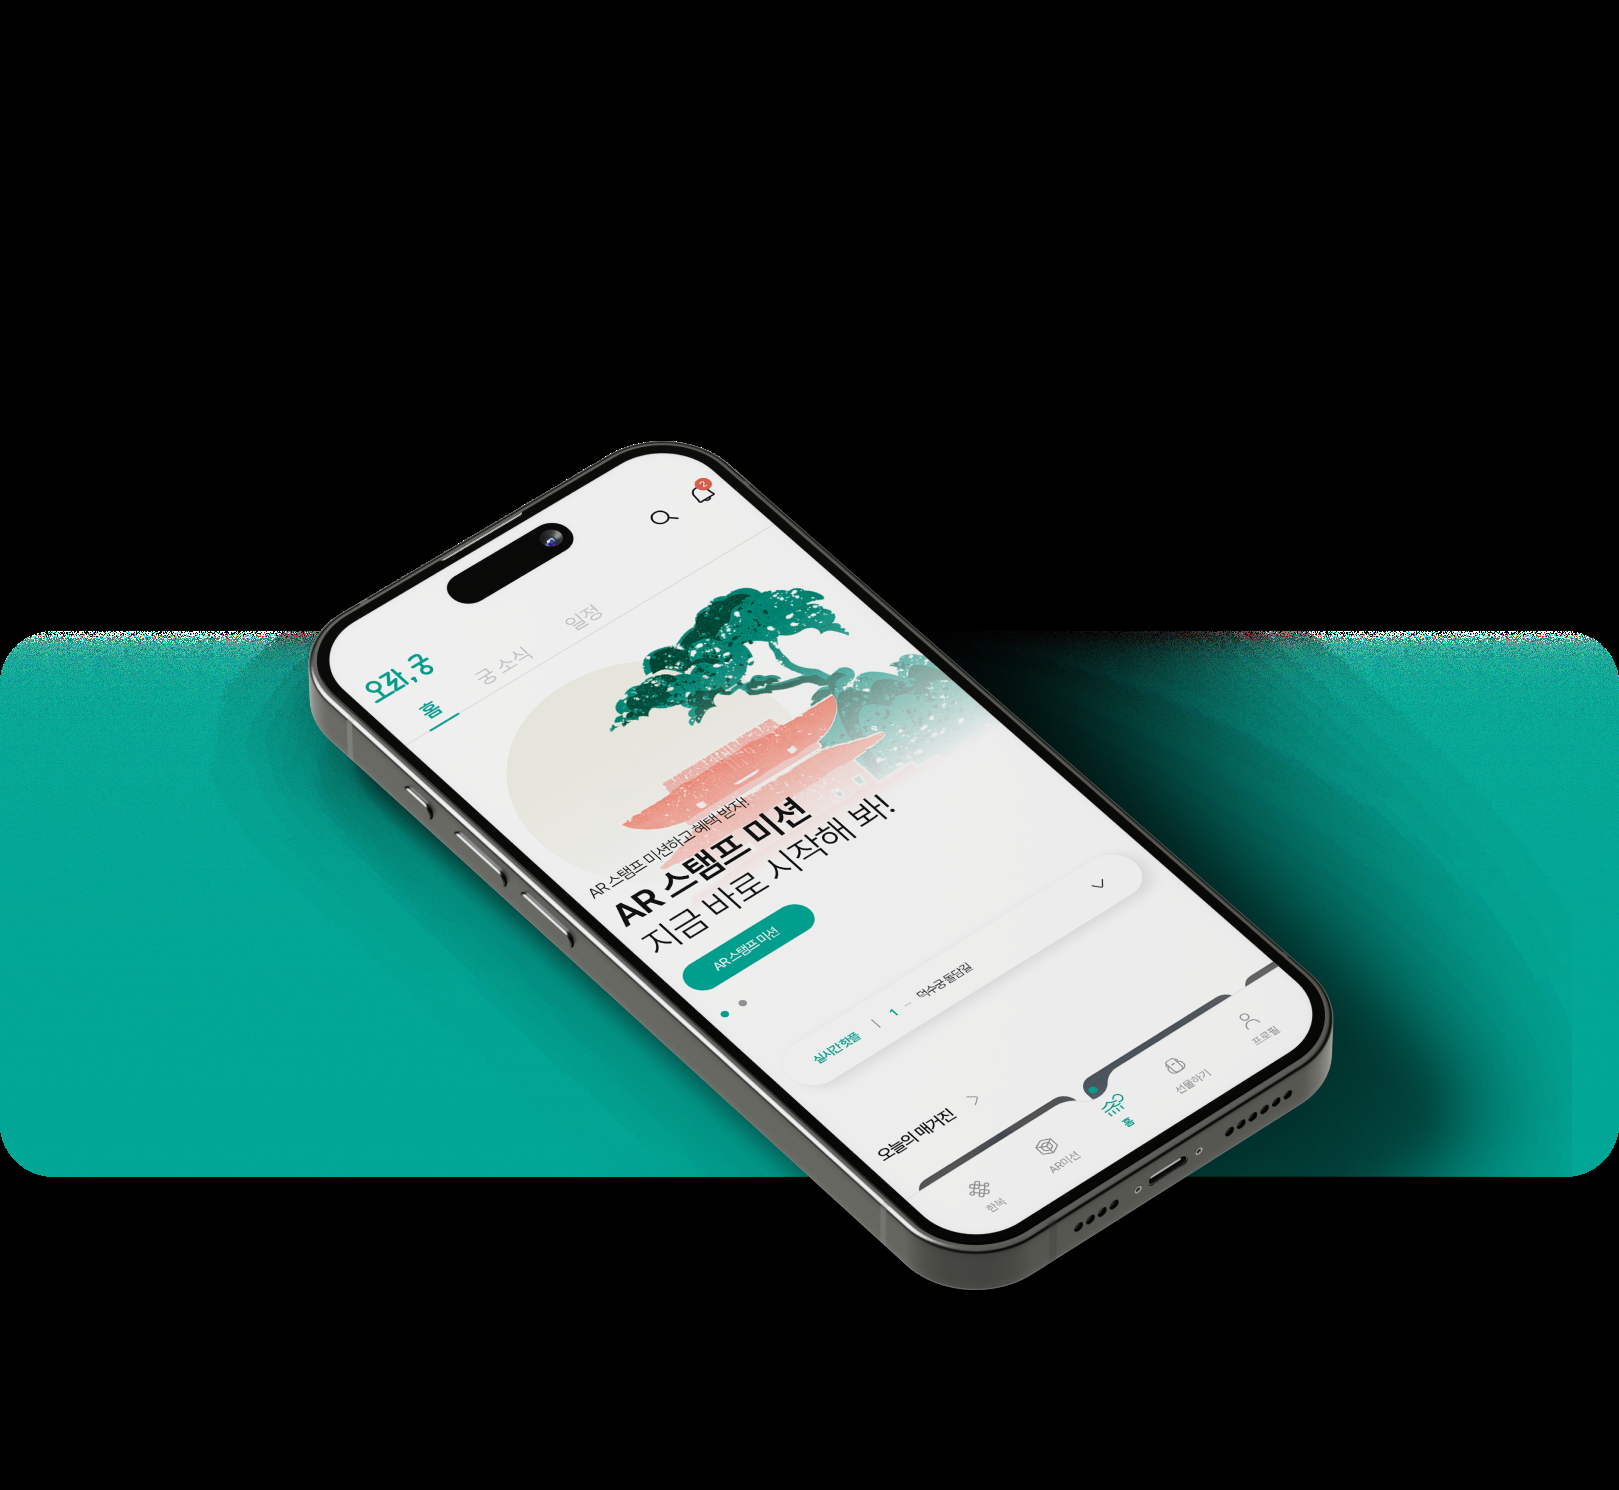 2
오롸,궁
홈
궁 소식
일정
AR 스탬프 미션하고 혜택 받자!
AR 스탬프 미션
지금 바로 시작해 봐!
AR 스탬프 미션
실시간 핫플 | 1 - 덕수궁 돌담길
오늘의 매거진
한복
AR미션
홈
선물하기
프로필